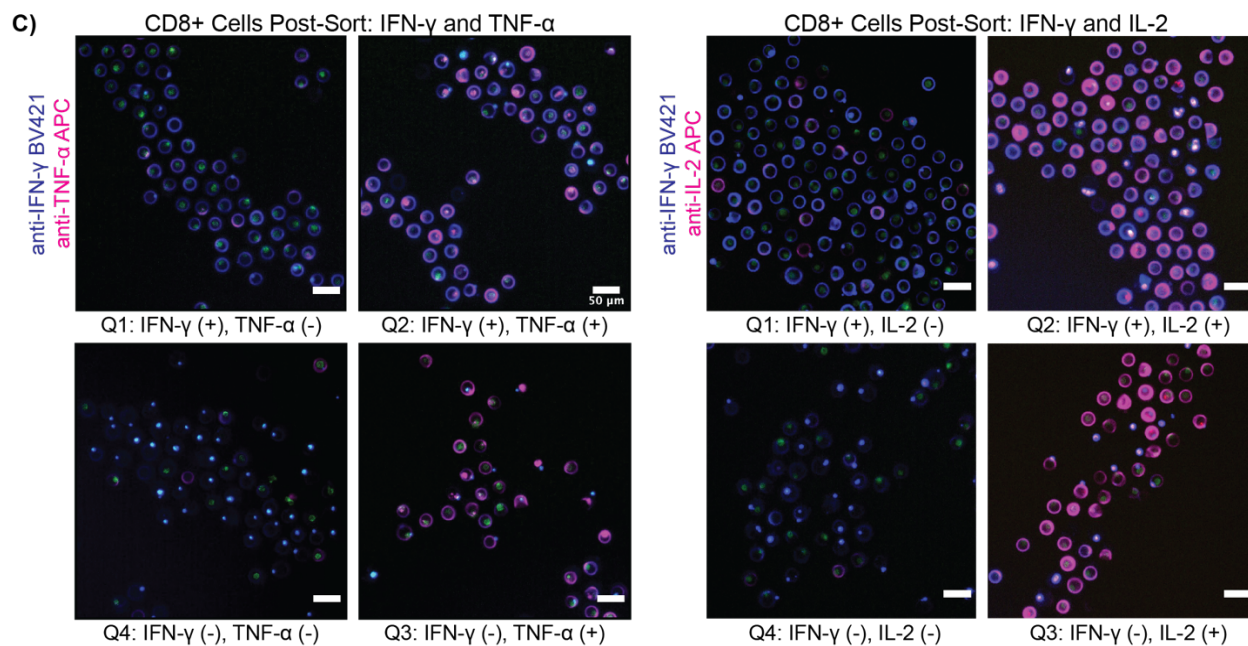 C)
CD8+ Cells Post-Sort: IFN-γ and TNF-α
anti-IFN-γ BV421
anti-TNF-α APC
50 µm
Q1: IFN-γ (+), TNF-α (-)
Q2: IFN-γ (+), TNF-α (+)
Q4: IFN-γ (-), TNF-α (-)
Q3: IFN-γ (-), TNF-α (+)
CD8+ Cells Post-Sort: IFN-γ and IL-2
anti-IFN-γ BV421
anti-IL-2 APC
Q1: IFN-γ (+), IL-2 (-)
Q2: IFN-γ (+), IL-2 (+)
Q4: IFN-γ (-), IL-2 (-)
Q3: IFN-γ (-), IL-2 (+)